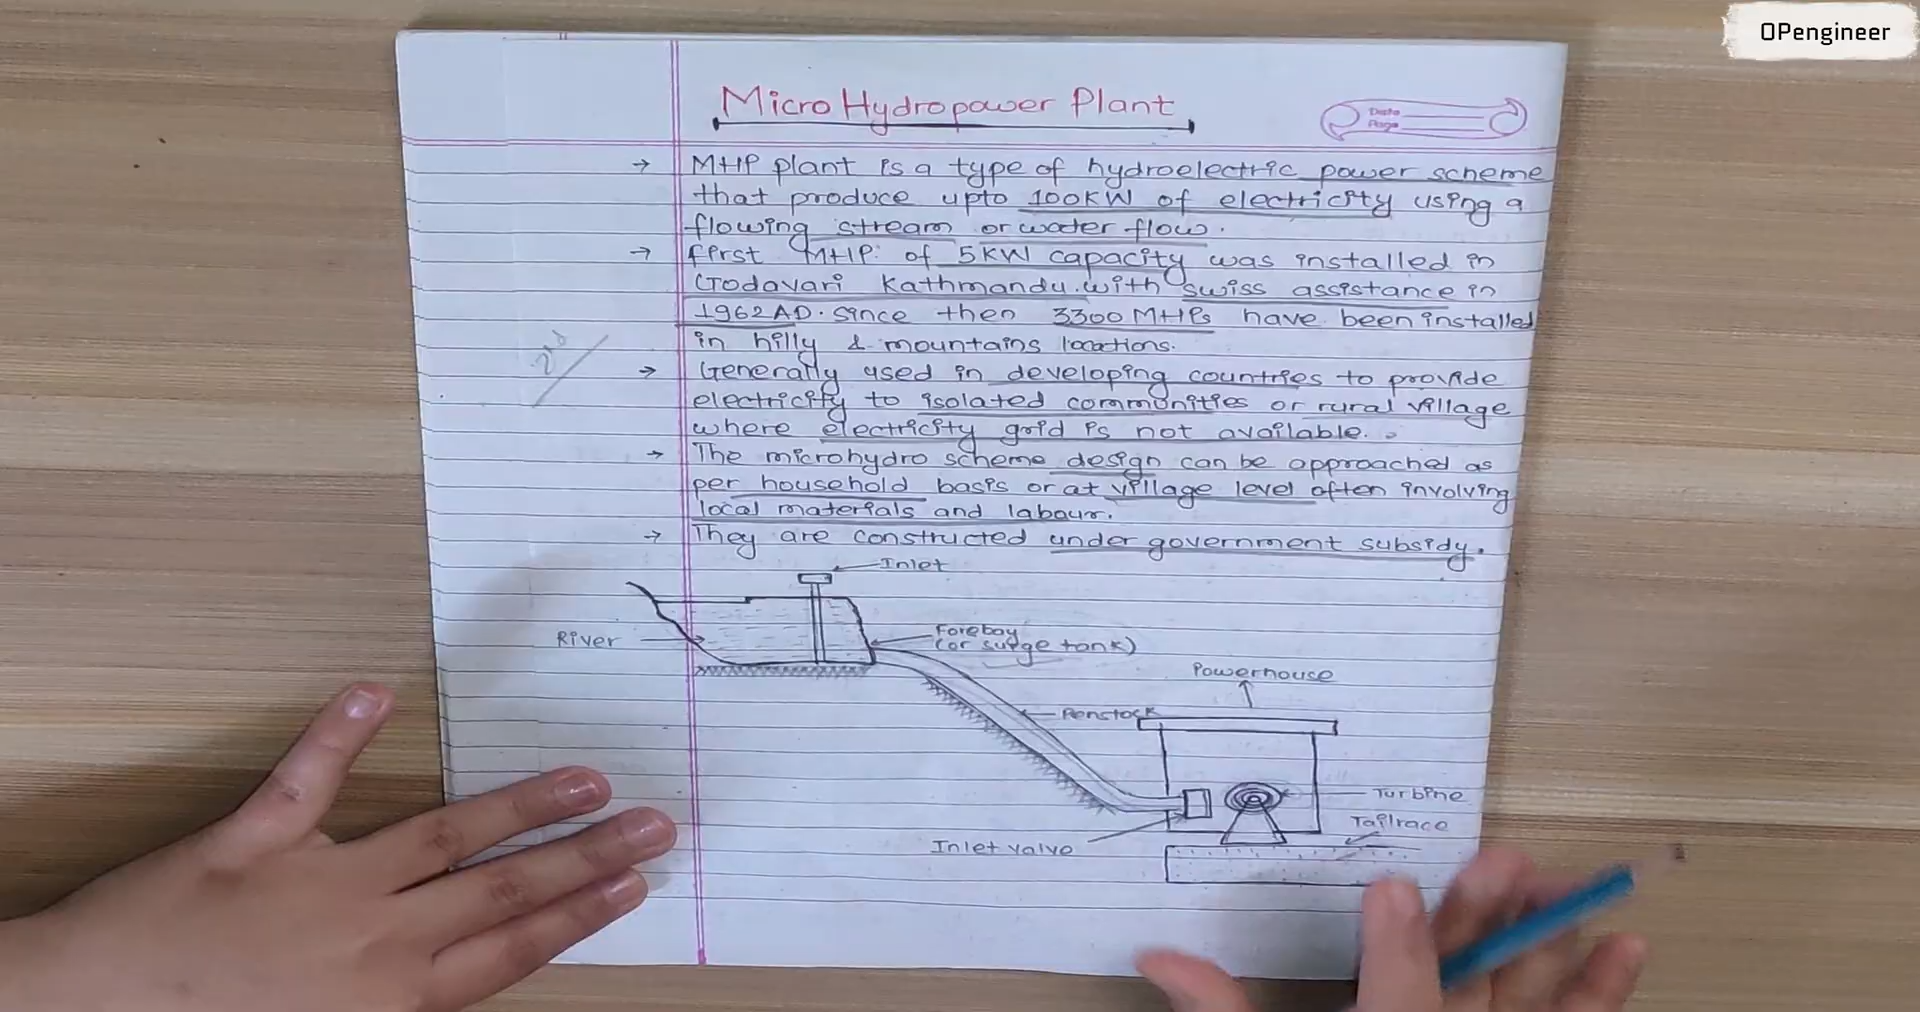 OPengineer
Micro Hydropower Plant
Date
Page
→ MHP plant is a type of hydroelectric power scheme
that produce upto 100KW of electricity using a
flowing stream or water flow.
→ first MHP of 5KW capacity was installed in
Godavari Kathmandu with swiss assistance in
1962AD. Since then 3300 MHPs have been installed
in hilly & mountains locations.
→ Generally used in developing countries to provide
electricity to isolated communities or rural village
where electricity grid is not available.
→ The microhydro scheme design can be approached as
per household basis or at village level often involving
local materials and labour.
→ They are constructed under government subsidy.
Inlet
River
Forebay
(or surge tank)
Powerhouse
Penstock
Turbine
Tailrace
Inlet valve